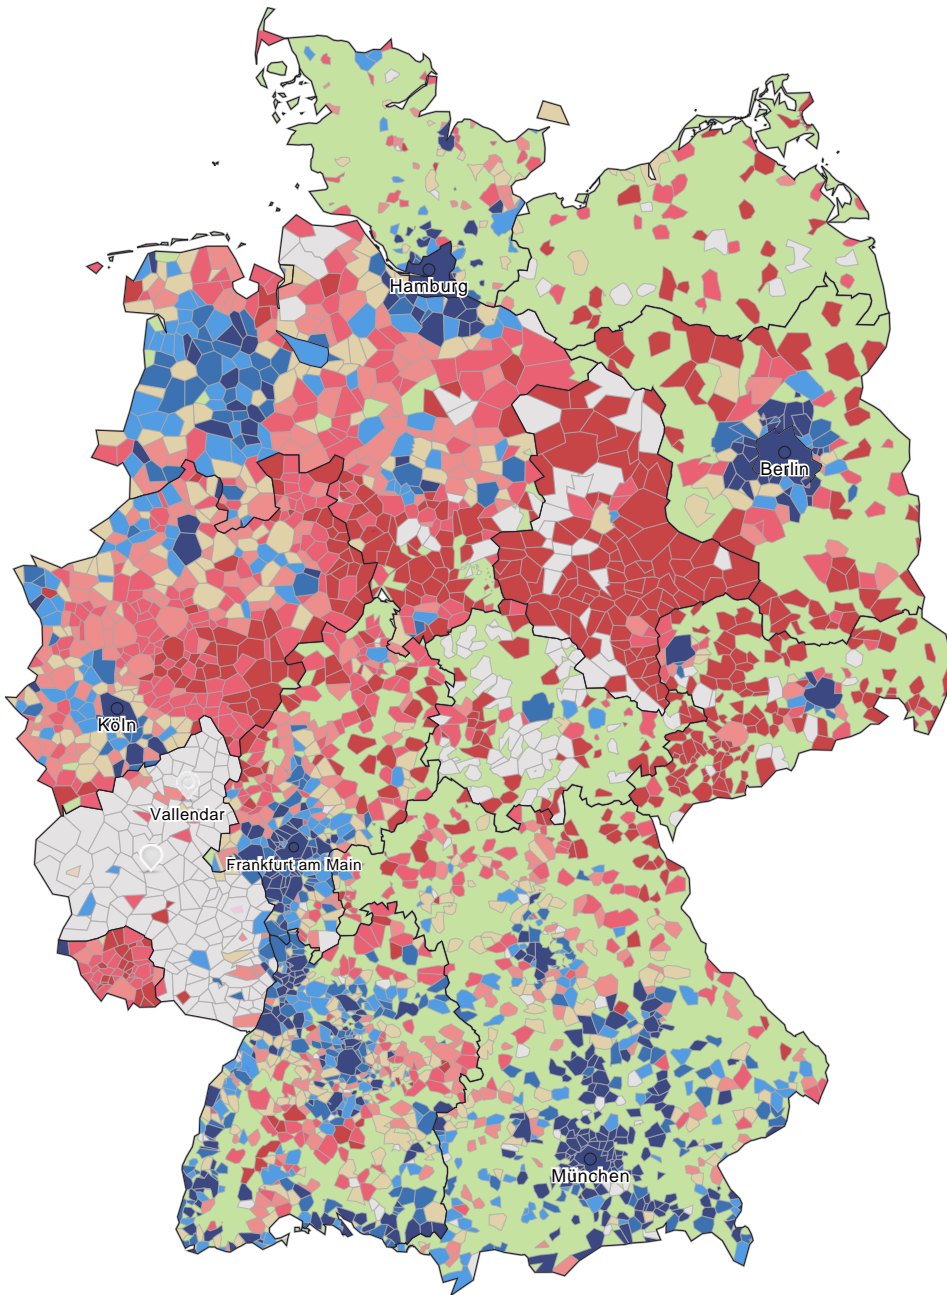 Hamburg
Berlin
Köln
Vallendar
Frankfurt am Main
München